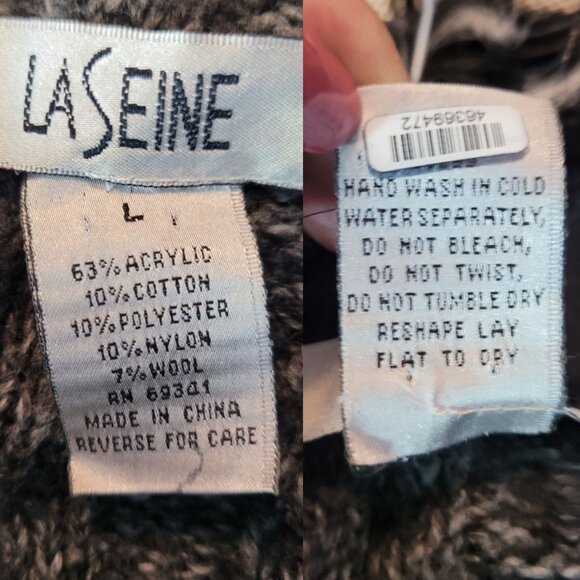 LA SEINE
L
63% ACRYLIC
10% COTTON
10% POLYESTER
10% NYLON
7% WOOL
RN 69341
MADE IN CHINA
REVERSE FOR CARE
46369472
HAND WASH IN COLD
WATER SEPARATELY,
DO NOT BLEACH,
DO NOT TWIST,
DO NOT TUMBLE DRY
RESHAPE LAY
FLAT TO DRY